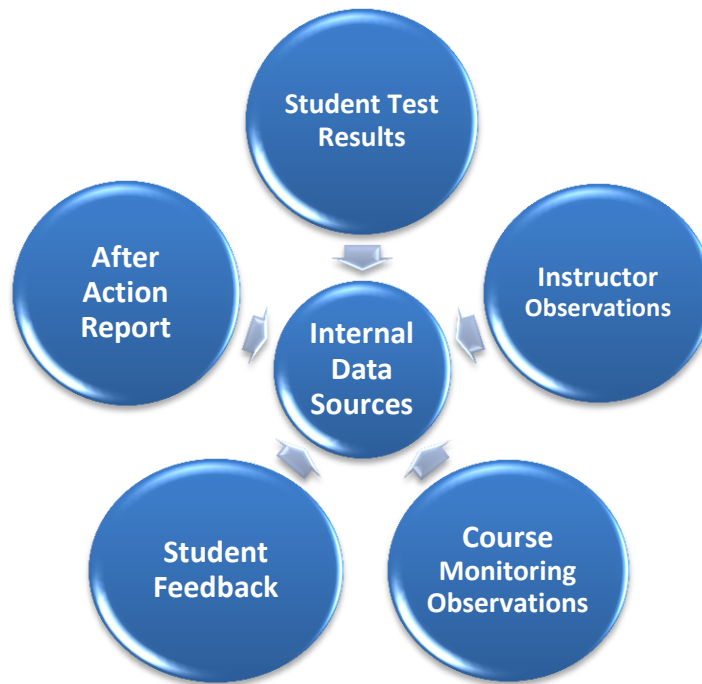 Student Test
Results
Instructor
Observations
Course
Monitoring
Observations
Student
Feedback
After
Action
Report
Internal
Data
Sources